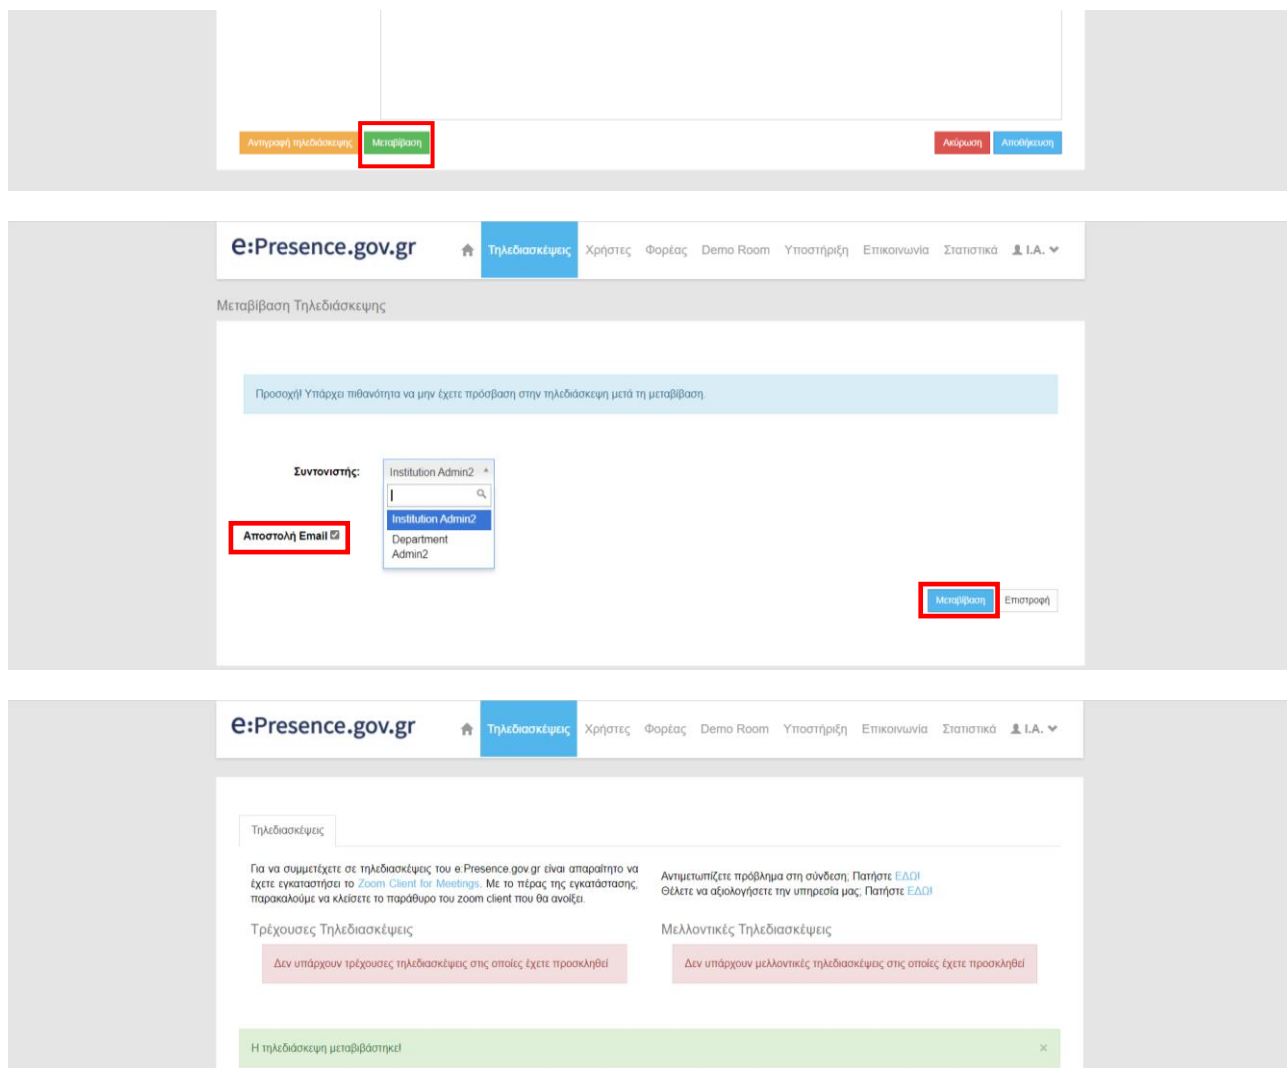 Αντιγραφή τηλεδιάσκεψης Μεταβίβαση Ακύρωση Αποθήκευση
e:Presence.gov.gr Τηλεδιασκέψεις Χρήστες Φορέας Demo Room Υποστήριξη Επικοινωνία Στατιστικά I.A.
Μεταβίβαση Τηλεδιάσκεψης
Προσοχή! Υπάρχει πιθανότητα να μην έχετε πρόσβαση στην τηλεδιάσκεψη μετά τη μεταβίβαση.
Συντονιστής: Institution Admin2
Institution Admin2
Αποστολή Email
Department
Admin2
Μεταβίβαση Επιστροφή
e:Presence.gov.gr Τηλεδιασκέψεις Χρήστες Φορέας Demo Room Υποστήριξη Επικοινωνία Στατιστικά I.A.
Τηλεδιασκέψεις
Για να συμμετέχετε σε τηλεδιασκέψεις του e:Presence.gov.gr είναι απαραίτητο να
έχετε εγκαταστήσει το Zoom Client for Meetings. Με το πέρας της εγκατάστασης,
παρακαλούμε να κλείσετε το παράθυρο του zoom client που θα ανοίξει.
Αντιμετωπίζετε πρόβλημα στη σύνδεση; Πατήστε ΕΔΩ!
Θέλετε να αξιολογήσετε την υπηρεσία μας; Πατήστε ΕΔΩ!
Τρέχουσες Τηλεδιασκέψεις
Δεν υπάρχουν τρέχουσες τηλεδιασκέψεις στις οποίες έχετε προσκληθεί
Μελλοντικές Τηλεδιασκέψεις
Δεν υπάρχουν μελλοντικές τηλεδιασκέψεις στις οποίες έχετε προσκληθεί
Η τηλεδιάσκεψη μεταβιβάστηκε!